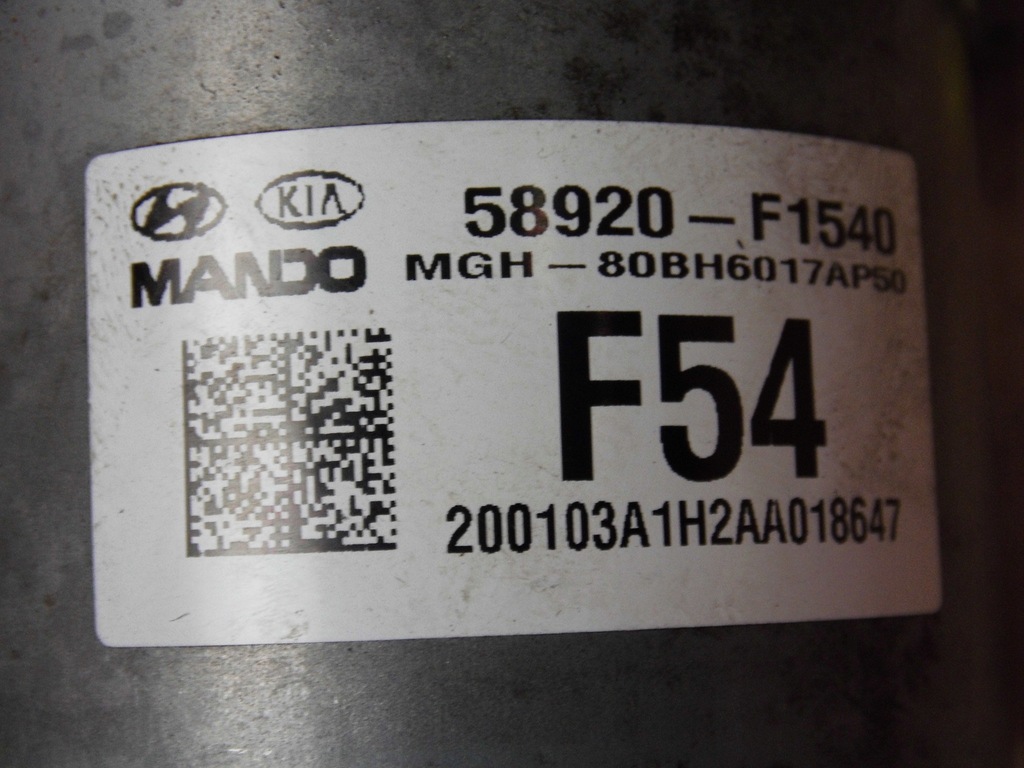 KIA
MANDO
58920-F1540
MGH-80BH6017AP50
F54
200103A1H2AA018647